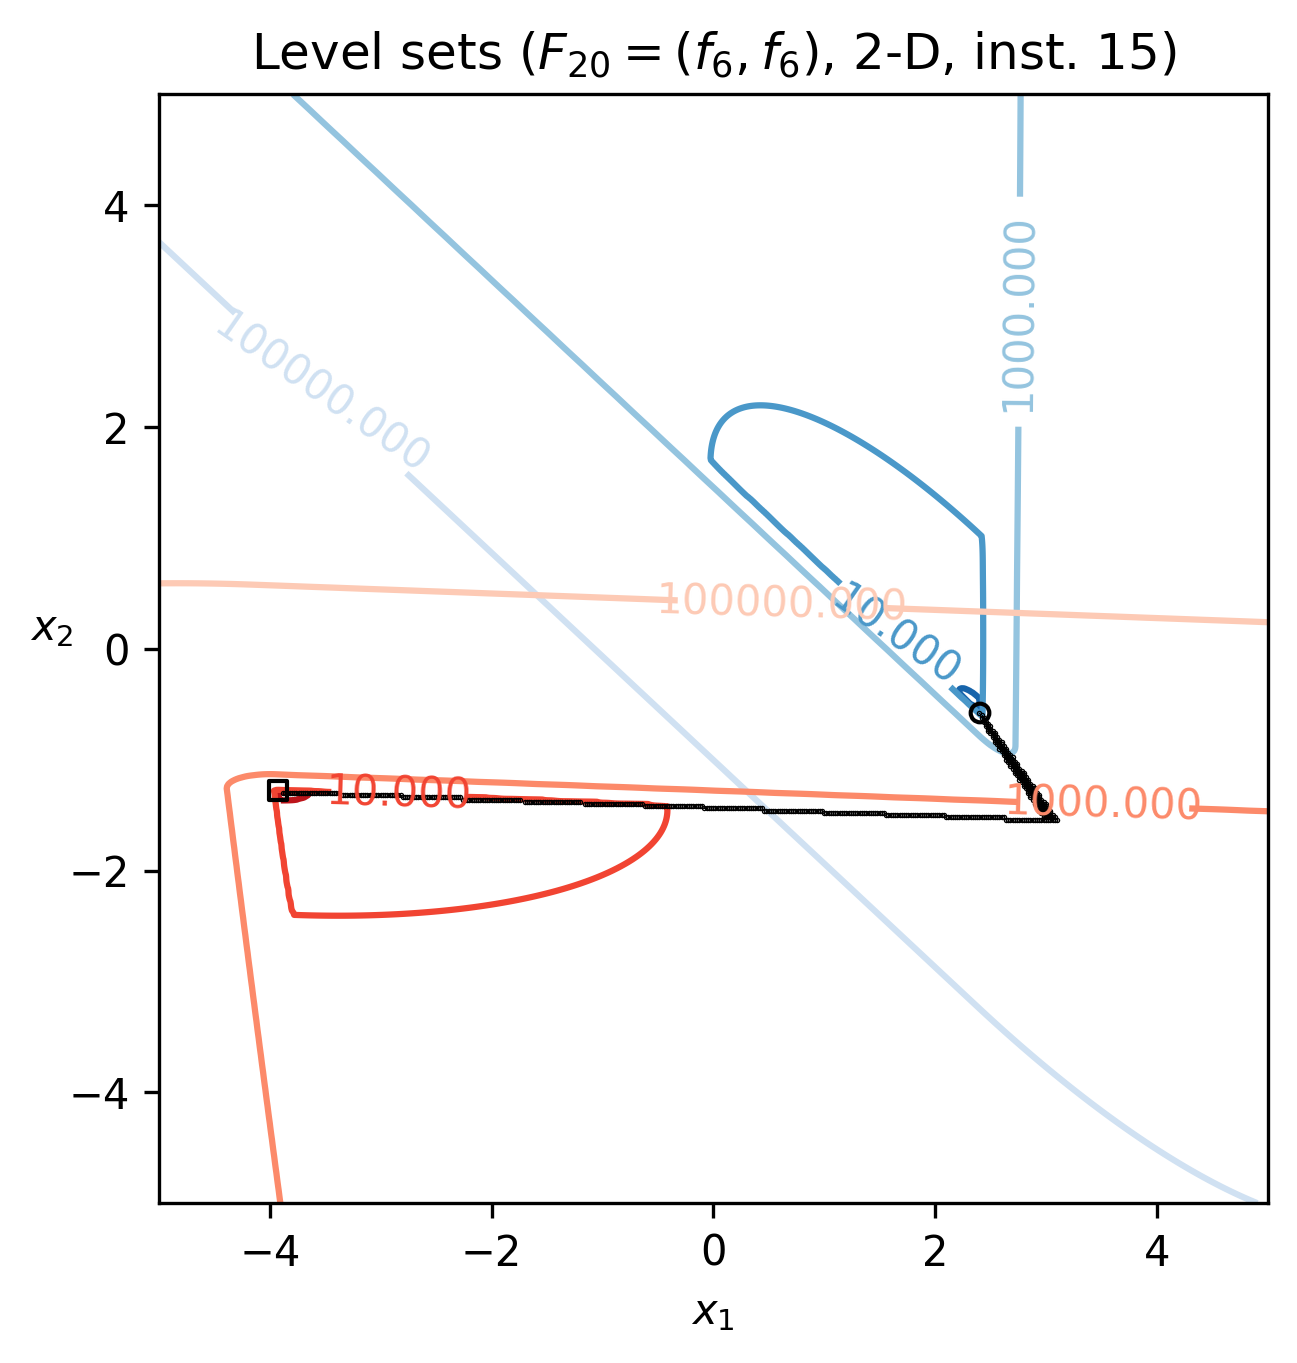 Level sets (F₂₀ = (f₆, f₆), 2-D, inst. 15)
4
1000.000
100000.000
2
100000.000
10.000
x₂
0
10.000
1000.000
−2
−4
−4 −2 0 2 4
x₁